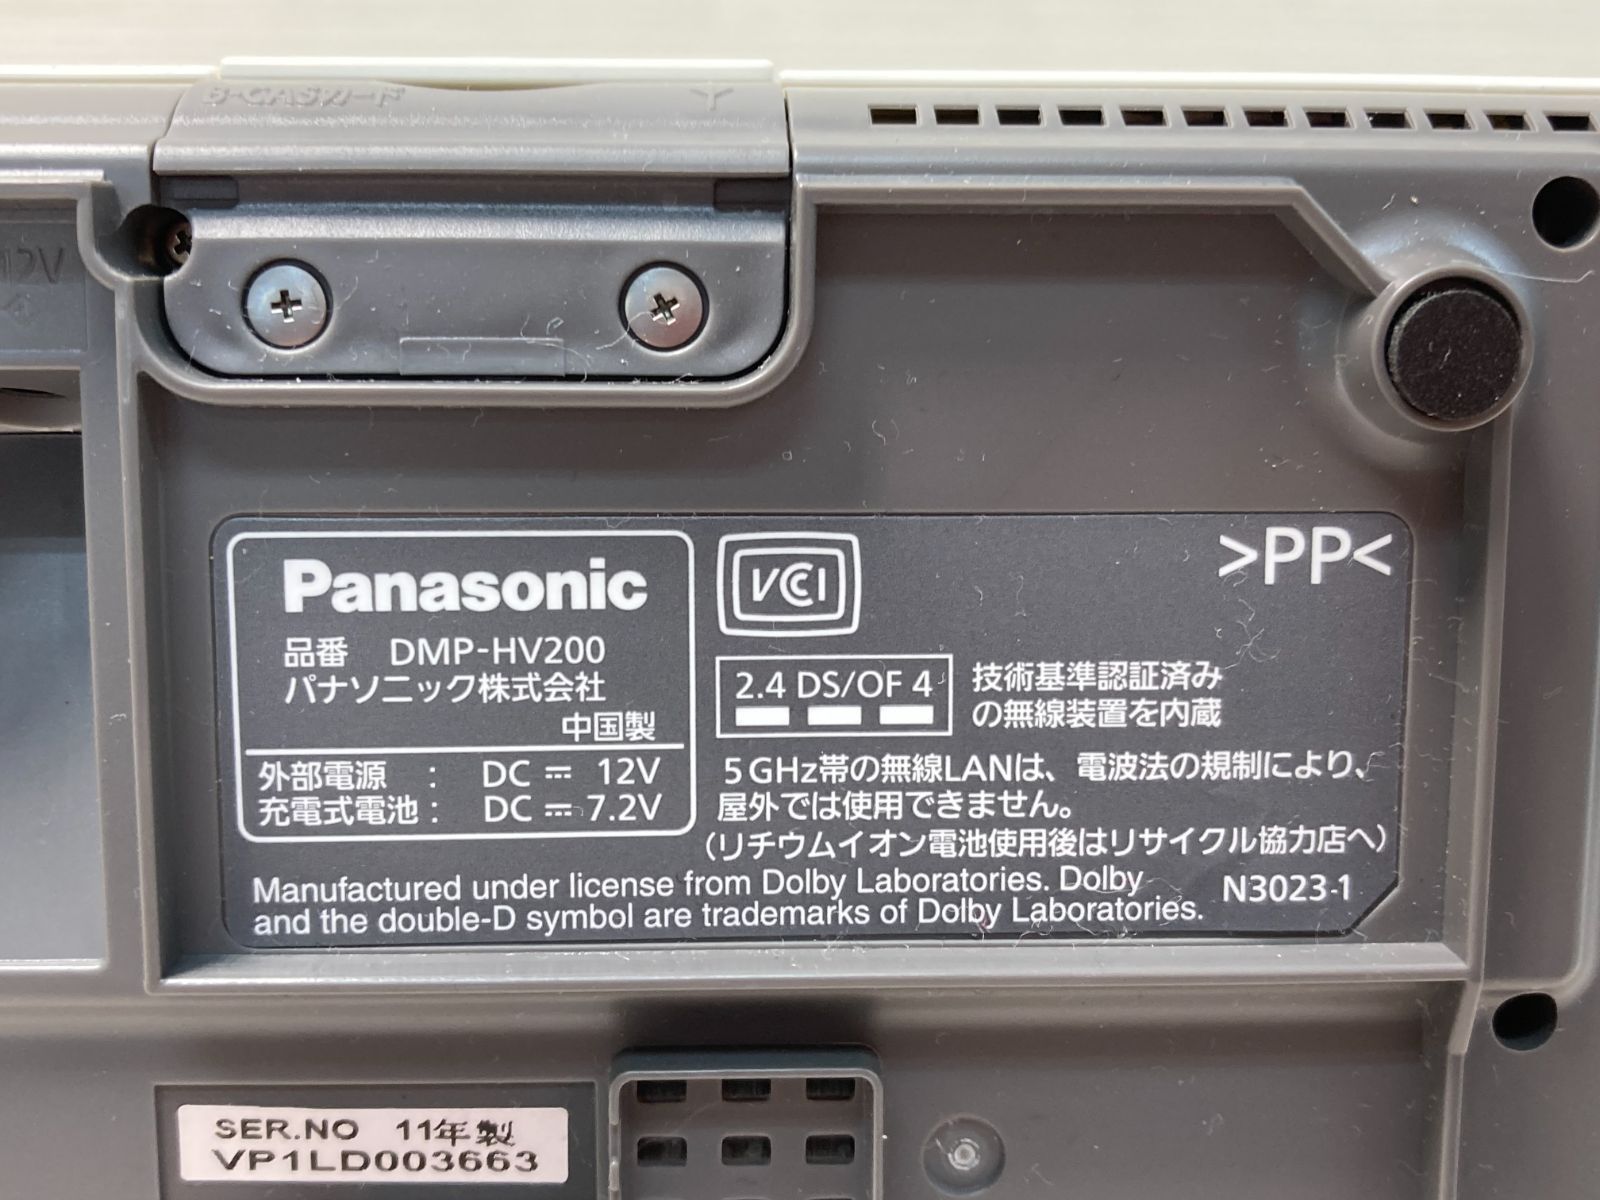 B-CASカード
Panasonic
品番 DMP-HV200
パナソニック株式会社
中国製
外部電源 : DC ⎓ 12V
充電式電池 : DC ⎓ 7.2V
VCCI
2.4 DS/OF 4
技術基準認証済み
の無線装置を内蔵
>PP<
5GHz帯の無線LANは、電波法の規制により、
屋外では使用できません。
(リチウムイオン電池使用後はリサイクル協力店へ)
Manufactured under license from Dolby Laboratories. Dolby
and the double-D symbol are trademarks of Dolby Laboratories.
N3023-1
SER.NO 11年製
VP1LD003663